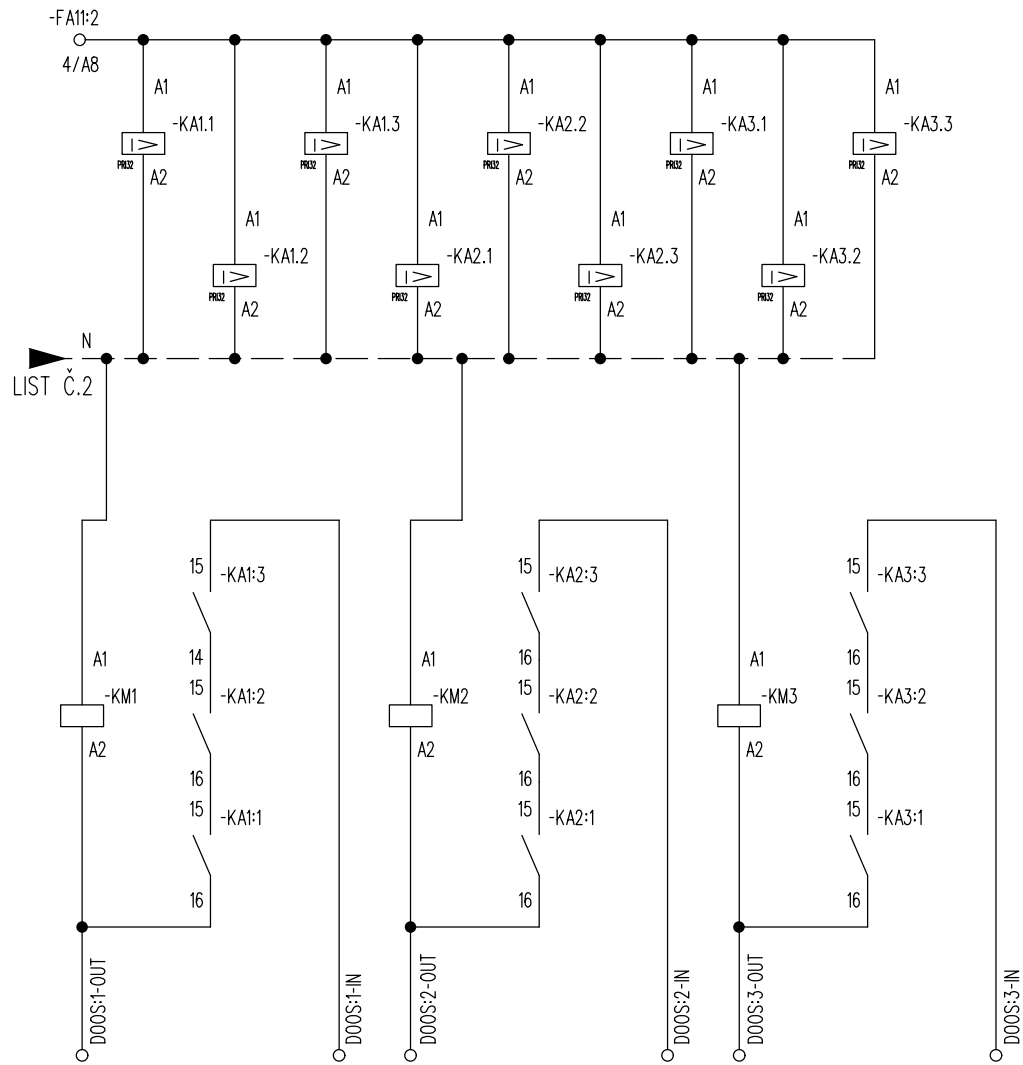 -FA11:2
4/A8
A1
-KA1.1
PRI32
A2
A1
-KA1.2
PRI32
A2
A1
-KA1.3
PRI32
A2
A1
-KA2.1
PRI32
A2
A1
-KA2.2
PRI32
A2
A1
-KA2.3
PRI32
A2
A1
-KA3.1
PRI32
A2
A1
-KA3.2
PRI32
A2
A1
-KA3.3
PRI32
A2
N
LIST Č.2
A1
-KM1
A2
15
-KA1:3
14
15
-KA1:2
16
15
-KA1:1
16
DOOS:1-OUT
DOOS:1-IN
A1
-KM2
A2
15
-KA2:3
16
15
-KA2:2
16
15
-KA2:1
16
DOOS:2-OUT
DOOS:2-IN
A1
-KM3
A2
15
-KA3:3
16
15
-KA3:2
16
15
-KA3:1
16
DOOS:3-OUT
DOOS:3-IN